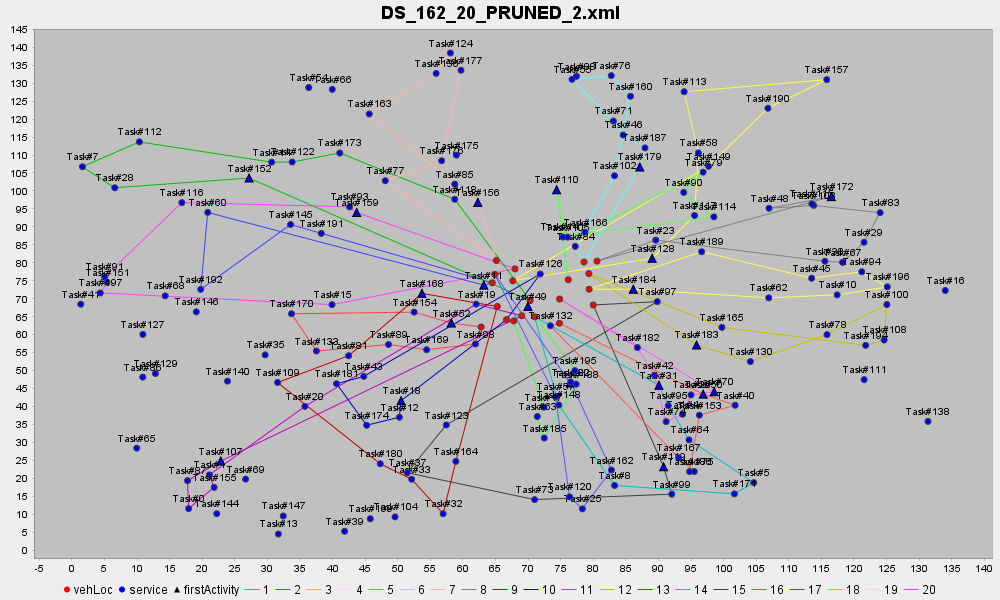 DS_162_20_PRUNED_2.xml
145
140
135
130
125
120
115
110
105
100
95
90
85
80
75
70
65
60
55
50
45
40
35
30
25
20
15
10
5
0
Task#124
Task#136
Task#177
Task#54
Task#66
Task#163
Task#76
Task#160
Task#71
Task#46
Task#187
Task#179
Task#102
Task#113
Task#157
Task#190
Task#58
Task#149
Task#79
Task#90
Task#114
Task#112
Task#7
Task#28
Task#122
Task#173
Task#152
Task#175
Task#176
Task#77
Task#85
Task#118
Task#156
Task#110
Task#166
Task#84
Task#116
Task#60
Task#93
Task#159
Task#145
Task#191
Task#48
Task#172
Task#83
Task#29
Task#23
Task#128
Task#189
Task#67
Task#94
Task#45
Task#196
Task#16
Task#62
Task#10
Task#100
Task#91
Task#151
Task#197
Task#41
Task#68
Task#192
Task#146
Task#15
Task#170
Task#168
Task#154
Task#19
Task#126
Task#49
Task#52
Task#132
Task#184
Task#97
Task#165
Task#183
Task#130
Task#78
Task#108
Task#194
Task#111
Task#138
Task#127
Task#129
Task#35
Task#140
Task#138
Task#81
Task#89
Task#169
Task#98
Task#109
Task#181
Task#43
Task#20
Task#18
Task#12
Task#174
Task#123
Task#195
Task#148
Task#185
Task#182
Task#42
Task#31
Task#70
Task#40
Task#95
Task#153
Task#64
Task#167
Task#5
Task#99
Task#162
Task#8
Task#73
Task#120
Task#25
Task#65
Task#107
Task#155
Task#69
Task#144
Task#147
Task#13
Task#39
Task#104
Task#180
Task#37
Task#33
Task#164
Task#32
-5 0 5 10 15 20 25 30 35 40 45 50 55 60 65 70 75 80 85 90 95 100 105 110 115 120 125 130 135 140
vehLoc service firstActivity 1 2 3 4 5 6 7 8 9 10 11 12 13 14 15 16 17 18 19 20